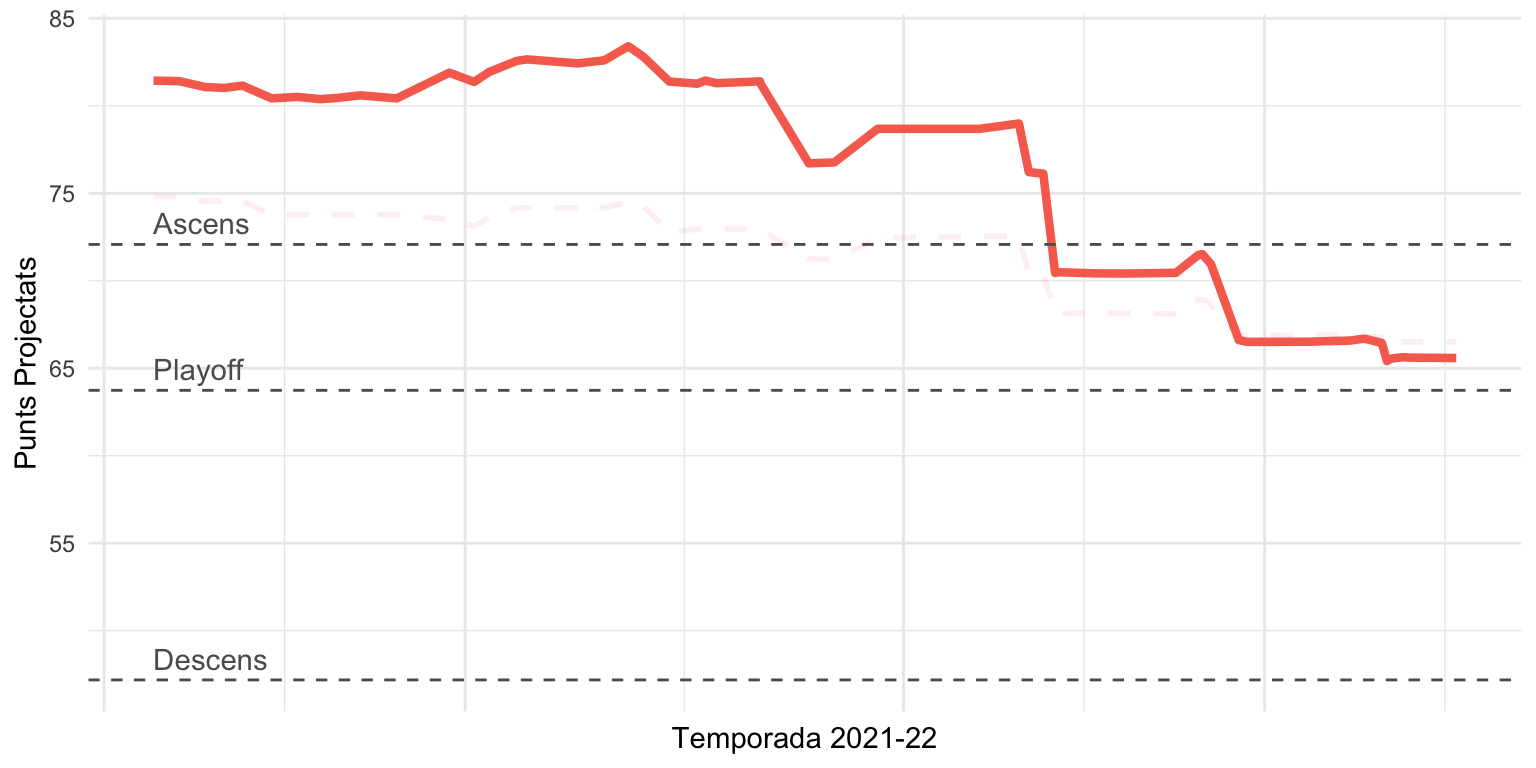 85
75
65
55
Punts Projectats
Ascens
Playoff
Descens
Temporada 2021-22